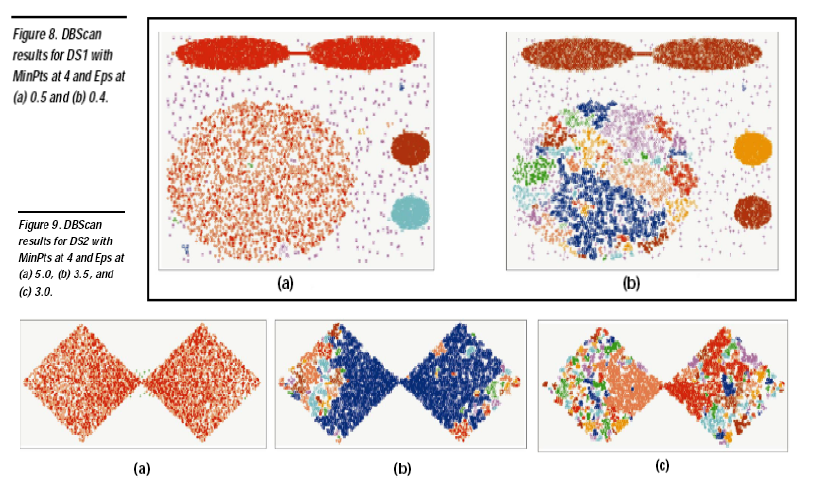 Figure 8. DBScan
results for DS1 with
MinPts at 4 and Eps at
(a) 0.5 and (b) 0.4.
(a)
(b)
Figure 9. DBScan
results for DS2 with
MinPts at 4 and Eps at
(a) 5.0, (b) 3.5, and
(c) 3.0.
(a)
(b)
(c)